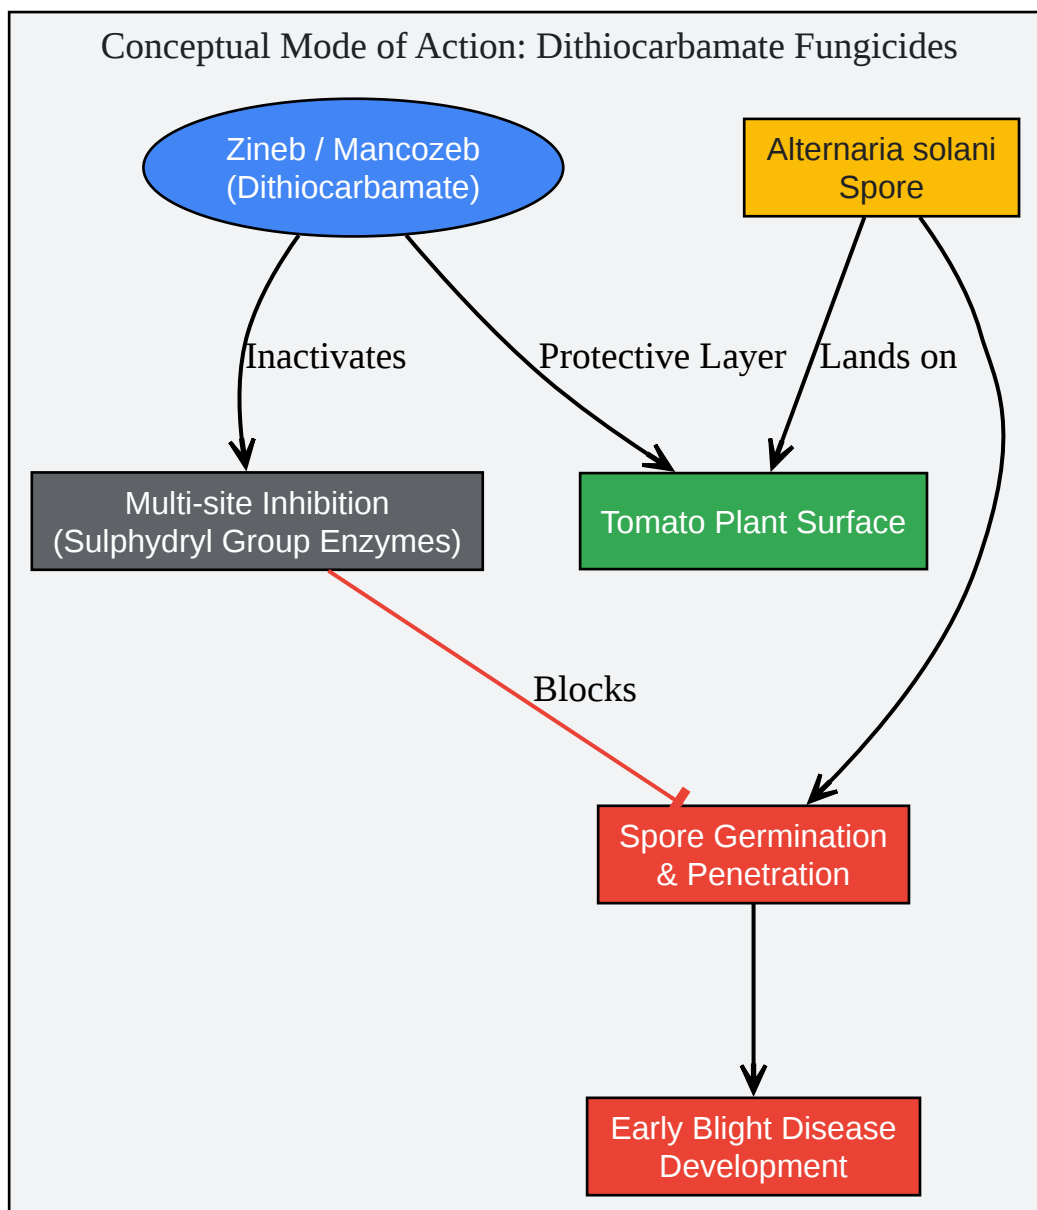 Conceptual Mode of Action: Dithiocarbamate Fungicides
Zineb / Mancozeb
(Dithiocarbamate)
Alternaria solani
Spore
Inactivates
Protective Layer
Lands on
Multi-site Inhibition
(Sulphydryl Group Enzymes)
Tomato Plant Surface
Blocks
Spore Germination
& Penetration
Early Blight Disease
Development